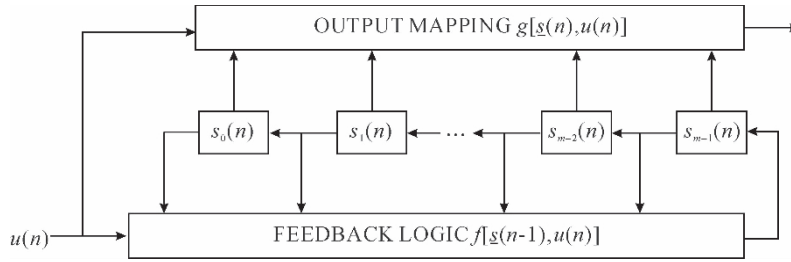 OUTPUT MAPPING g[s(n),u(n)]
s₀(n) s₁(n) ... sₘ₋₂(n) sₘ₋₁(n)
u(n)
FEEDBACK LOGIC f[s(n-1),u(n)]